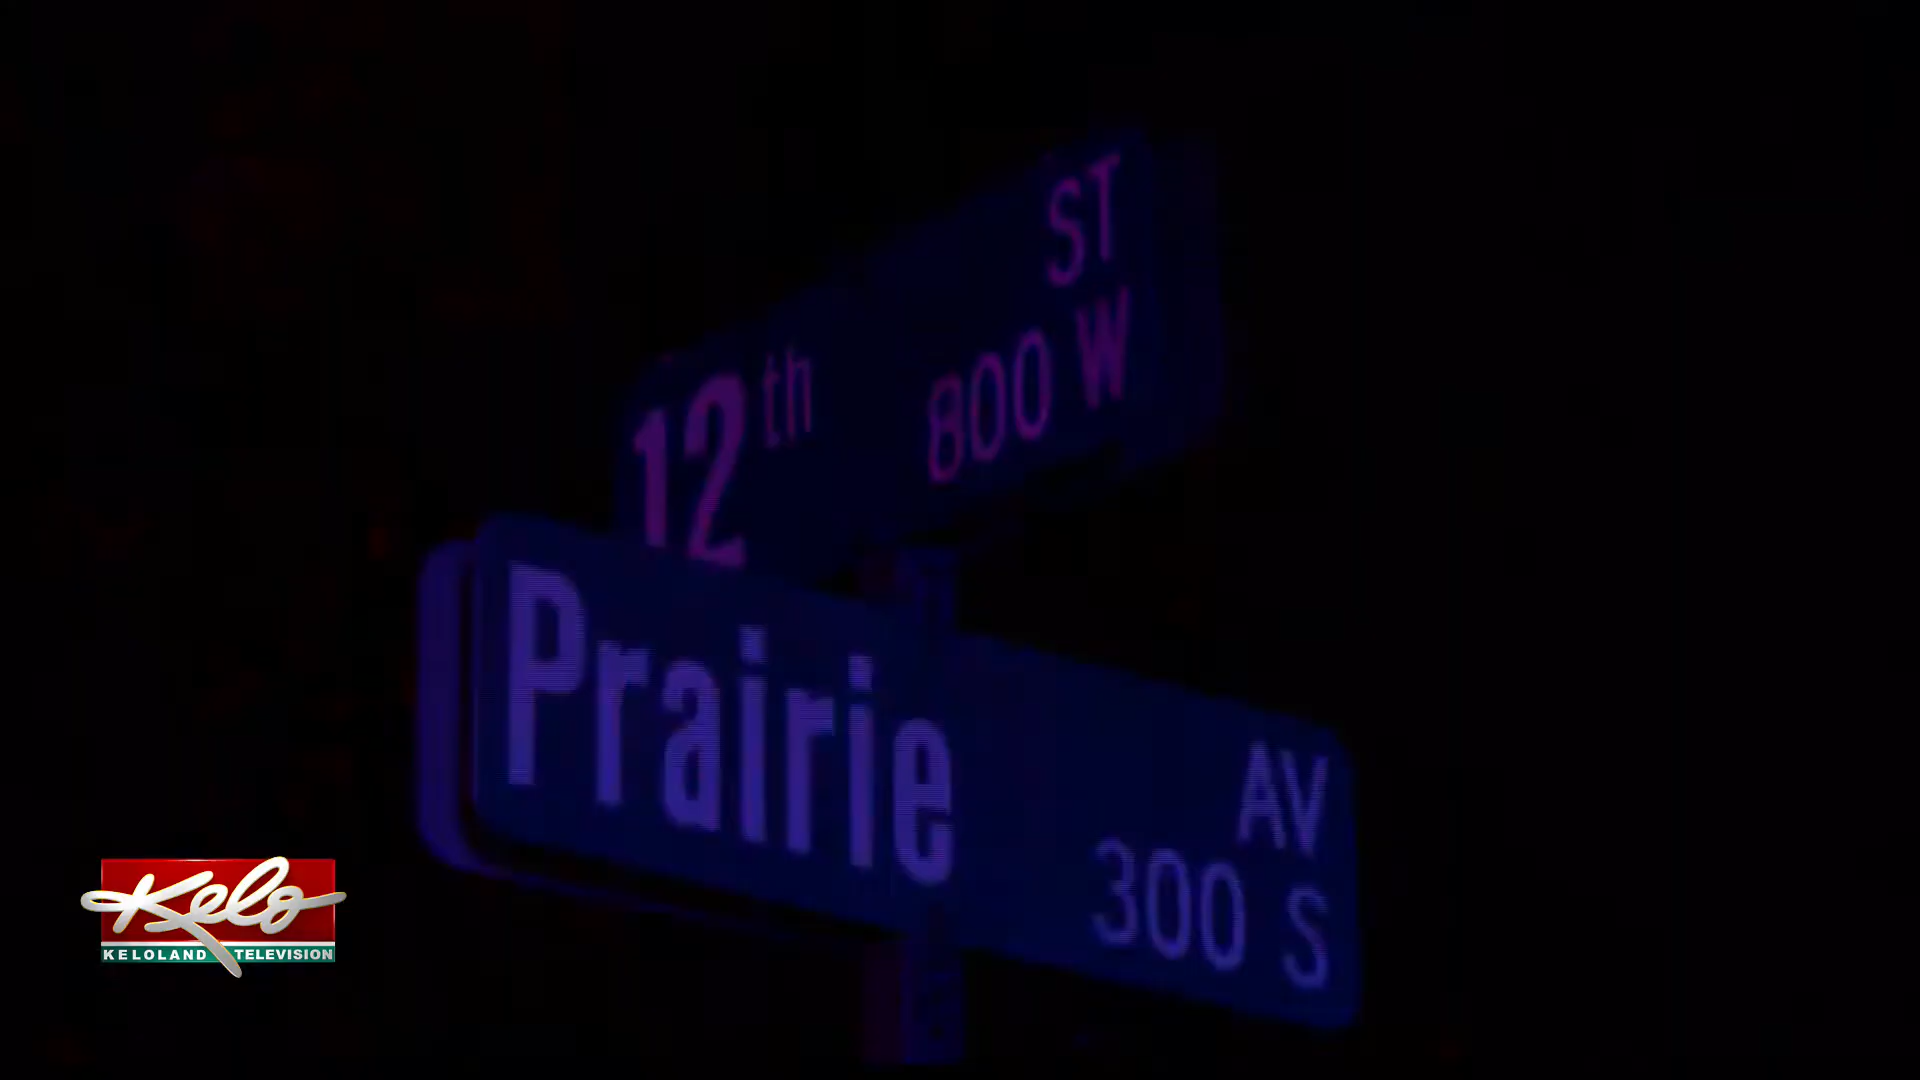 ST
12th 800 W
Prairie AV
300 S
Kelo
KELOLAND TELEVISION